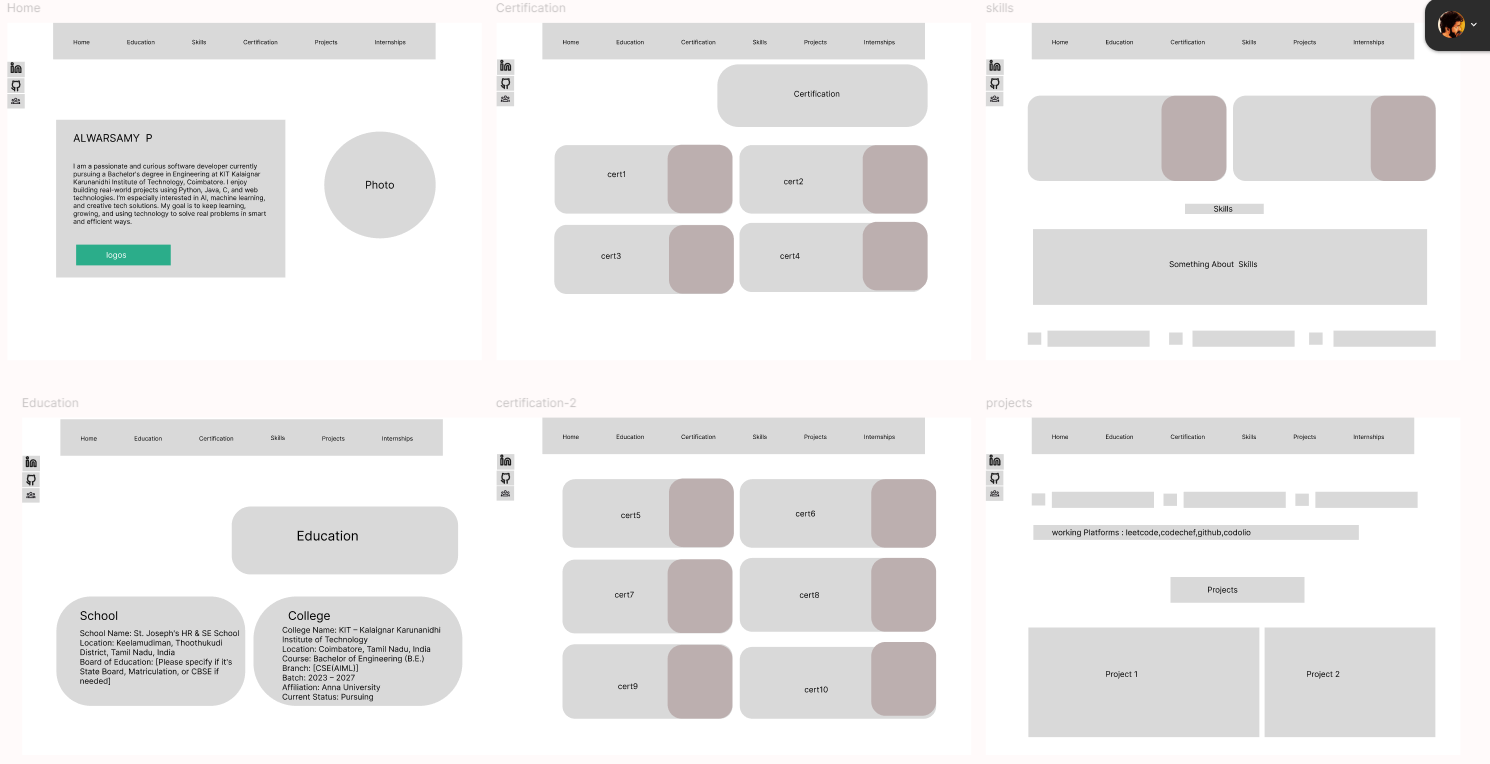 Home
Home Education Skills Certification Projects Internships
ALWARSAMY P
I am a passionate and curious software developer currently
pursuing a Bachelor's degree in Engineering at KIT Kalaignar
Karunanidhi Institute of Technology, Coimbatore. I enjoy
building real-world projects using Python, Java, C, and web
technologies. I'm especially interested in AI, machine learning,
and creative tech solutions. My goal is to keep learning,
growing, and using technology to solve real problems in smart
and efficient ways.
logos
Photo
Certification
Home Education Certification Skills Projects Internships
Certification
cert1
cert2
cert3
cert4
skills
Home Education Certification Skills Projects Internships
Skills
Something About Skills
Education
Home Education Certification Skills Projects Internships
Education
School
School Name: St. Joseph's HR & SE School
Location: Keelamudiman, Thoothukudi
District, Tamil Nadu, India
Board of Education: [Please specify if it's
State Board, Matriculation, or CBSE if
needed]
College
College Name: KIT – Kalaignar Karunanidhi
Institute of Technology
Location: Coimbatore, Tamil Nadu, India
Course: Bachelor of Engineering (B.E.)
Branch: [CSE(AIML)]
Batch: 2023 – 2027
Affiliation: Anna University
Current Status: Pursuing
certification-2
Home Education Certification Skills Projects Internships
cert5
cert6
cert7
cert8
cert9
cert10
projects
Home Education Certification Skills Projects Internships
working Platforms : leetcode,codechef,github,codolio
Projects
Project 1
Project 2